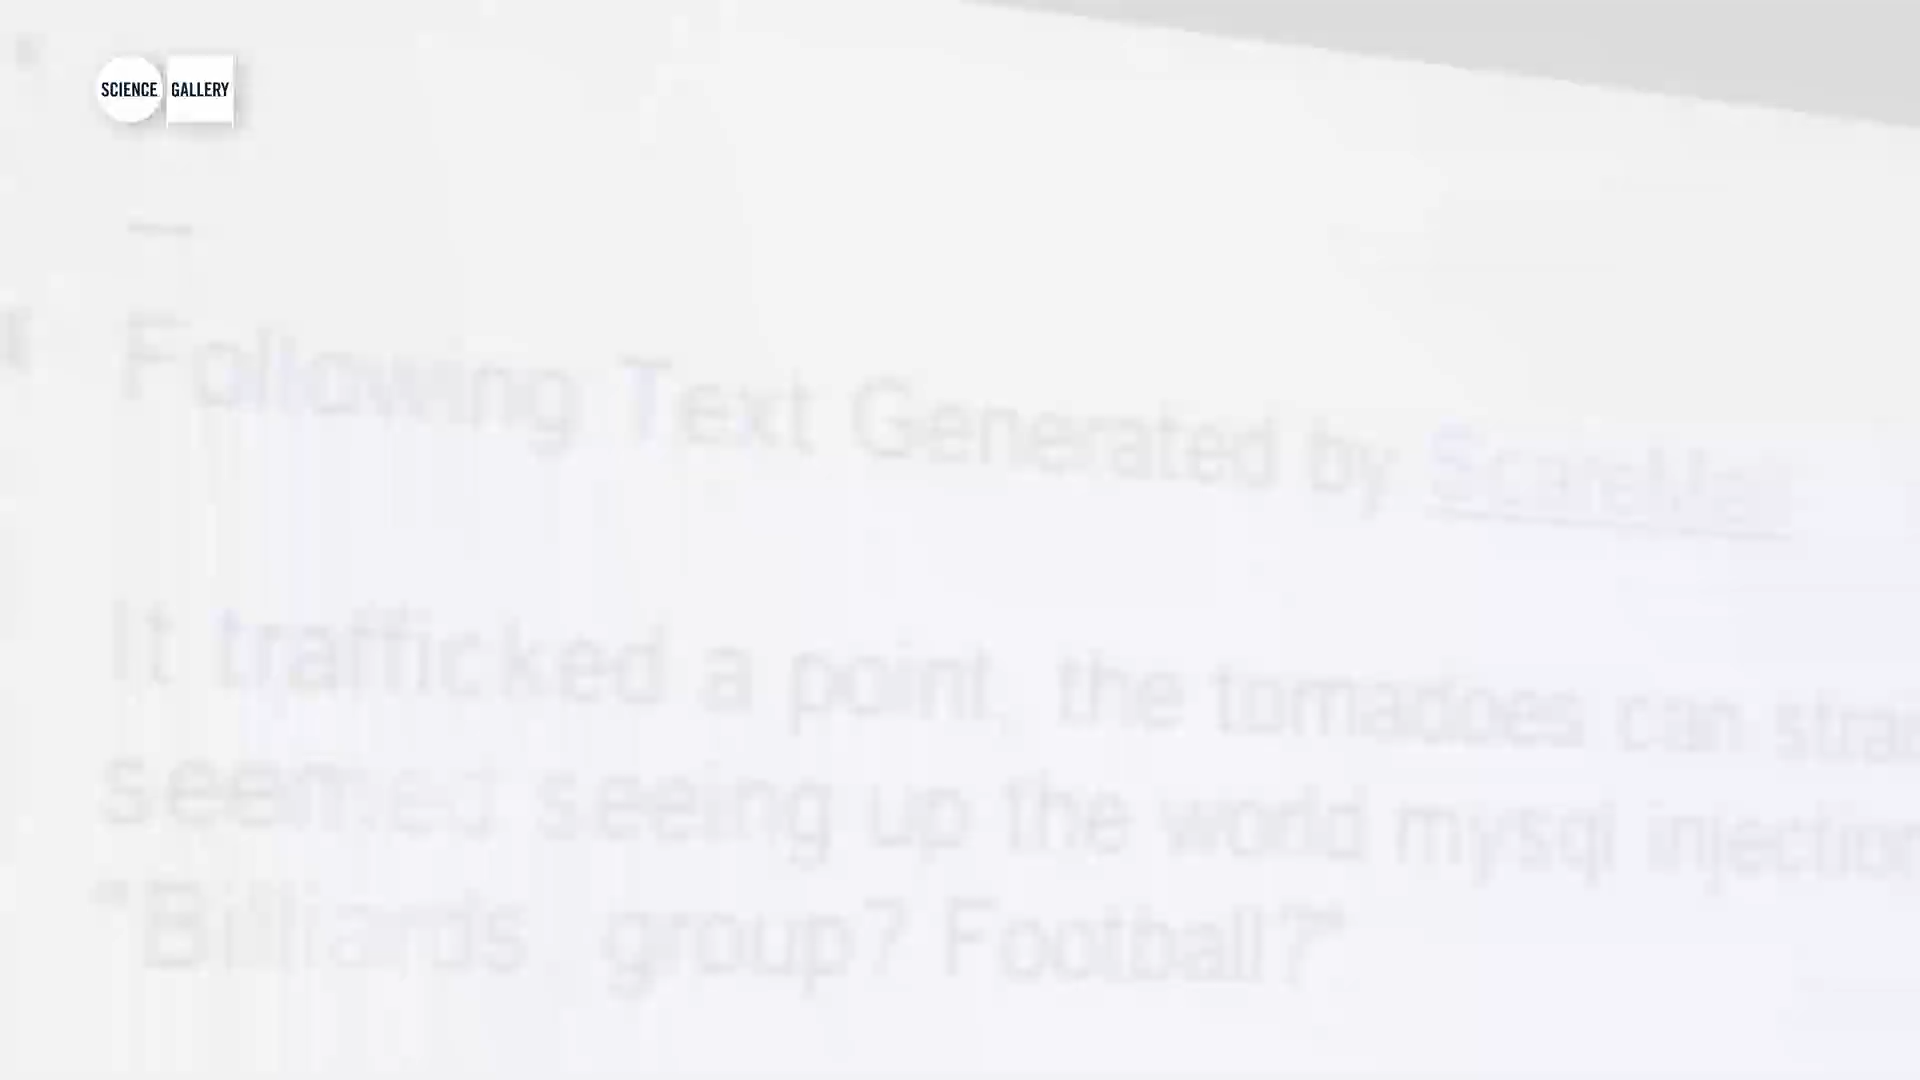 SCIENCE GALLERY
—
Following Text Generated by ScareMail
It trafficked a point, the tornadoes can
seemed seeing up the world mysql injection
"Billiards group? Football?"